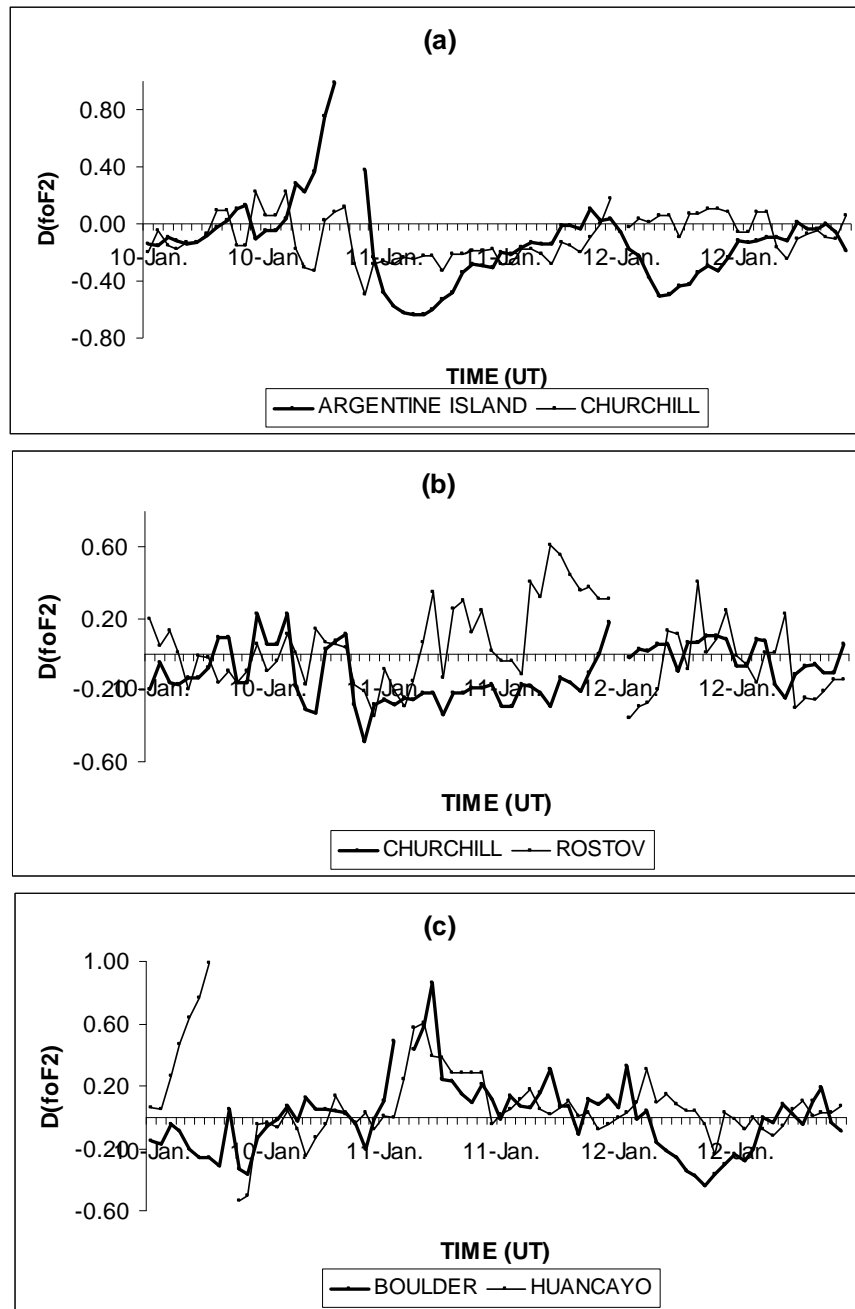 (a)
D(foF2)
0.80
0.40
0.00
-0.40
-0.80
10-Jan. 10-Jan. 11-Jan. 11-Jan. 12-Jan. 12-Jan.
TIME (UT)
ARGENTINE ISLAND CHURCHILL
(b)
D(foF2)
0.60
0.20
-0.20
-0.60
10-Jan. 10-Jan. 11-Jan. 11-Jan. 12-Jan. 12-Jan.
TIME (UT)
CHURCHILL ROSTOV
(c)
D(foF2)
1.00
0.60
0.20
-0.20
-0.60
10-Jan. 10-Jan. 11-Jan. 11-Jan. 12-Jan. 12-Jan.
TIME (UT)
BOULDER HUANCAYO